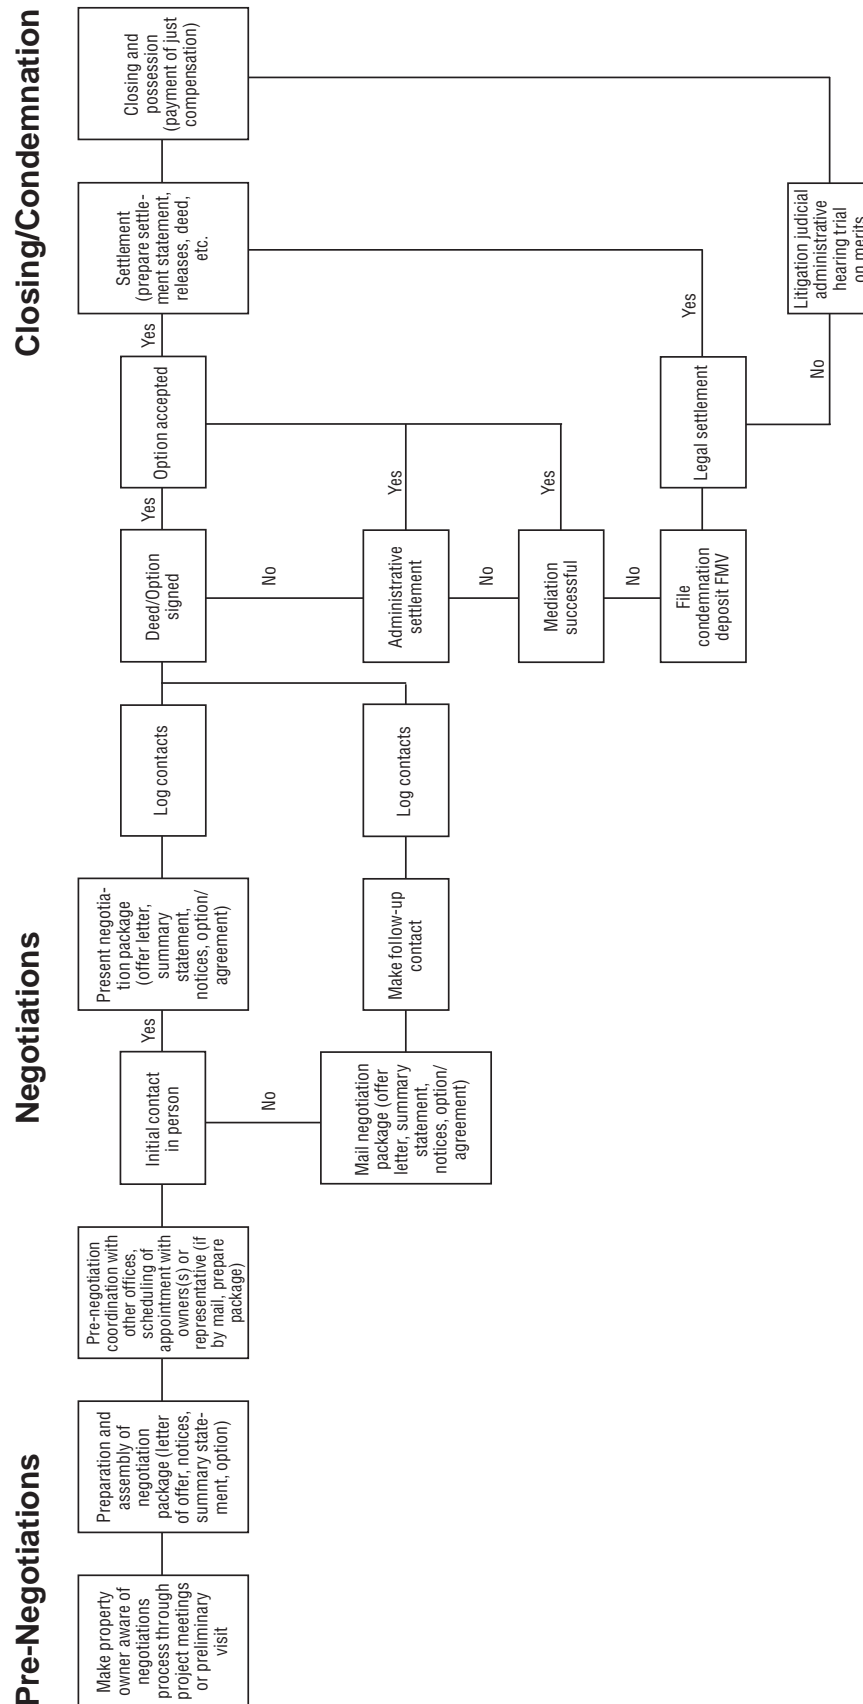 Pre-Negotiations
Negotiations
Closing/Condemnation
Make property
owner aware of
negotiations
process through
project meetings
or preliminary
visit
Preparation and
assembly of
negotiation
package (letter
of offer, notices,
summary state-
ment, option)
Pre-negotiation
coordination with
other offices,
scheduling of
appointment with
owners(s) or
representative (if
by mail, prepare
package)
Initial contact
in person
Yes
Present negotia-
tion package
(offer letter,
summary
statement,
notices, option/
agreement)
Log contacts
Deed/Option
signed
Yes
Option accepted
Yes
Settlement
(prepare settle-
ment statement,
releases, deed,
etc.
Closing and
possession
(payment of just
compensation)
No
Mail negotiation
package (offer
letter, summary
statement,
notices, option/
agreement)
Make follow-up
contact
Log contacts
No
Administrative
settlement
Yes
No
Mediation
successful
Yes
No
File
condemnation
deposit FMV
Legal settlement
Yes
No
Litigation judicial
administrative
hearing trial
on merits